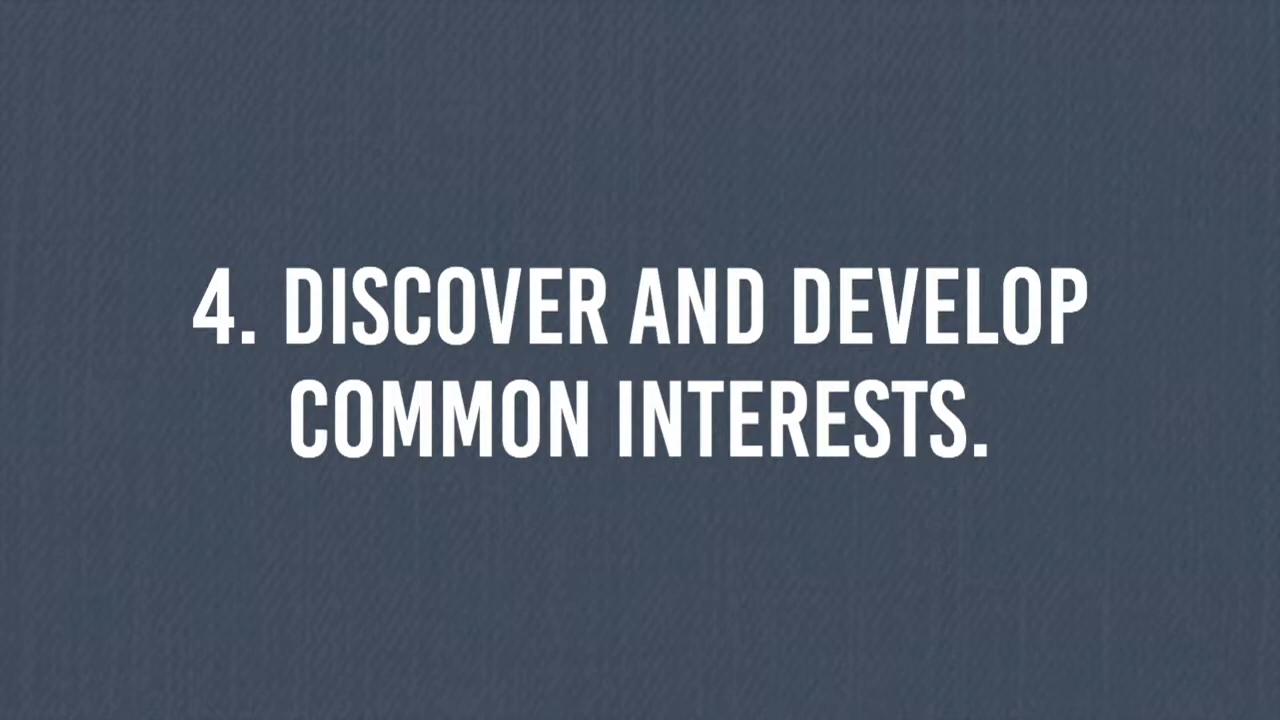 4. DISCOVER AND DEVELOP
COMMON INTERESTS.